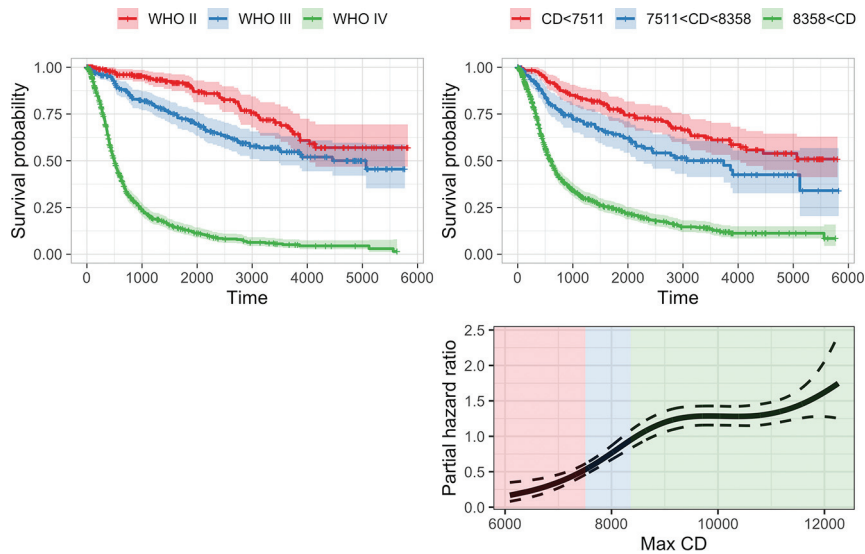 WHO II WHO III WHO IV
Survival probability
1.00
0.75
0.50
0.25
0.00
0 1000 2000 3000 4000 5000 6000
Time
CD<7511 7511<CD<8358 8358<CD
Survival probability
1.00
0.75
0.50
0.25
0.00
0 1000 2000 3000 4000 5000 6000
Time
Partial hazard ratio
2.5
2.0
1.5
1.0
0.5
0.0
6000 8000 10000 12000
Max CD